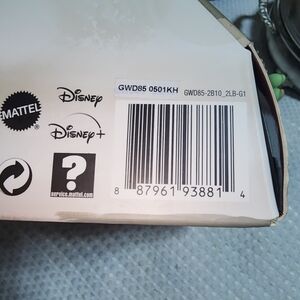 MATTEL
Disney
Disney+
?
service.mattel.com
GWD85 0501KH
GWD85-2B10_2LB-G1
8 87961 93881 4